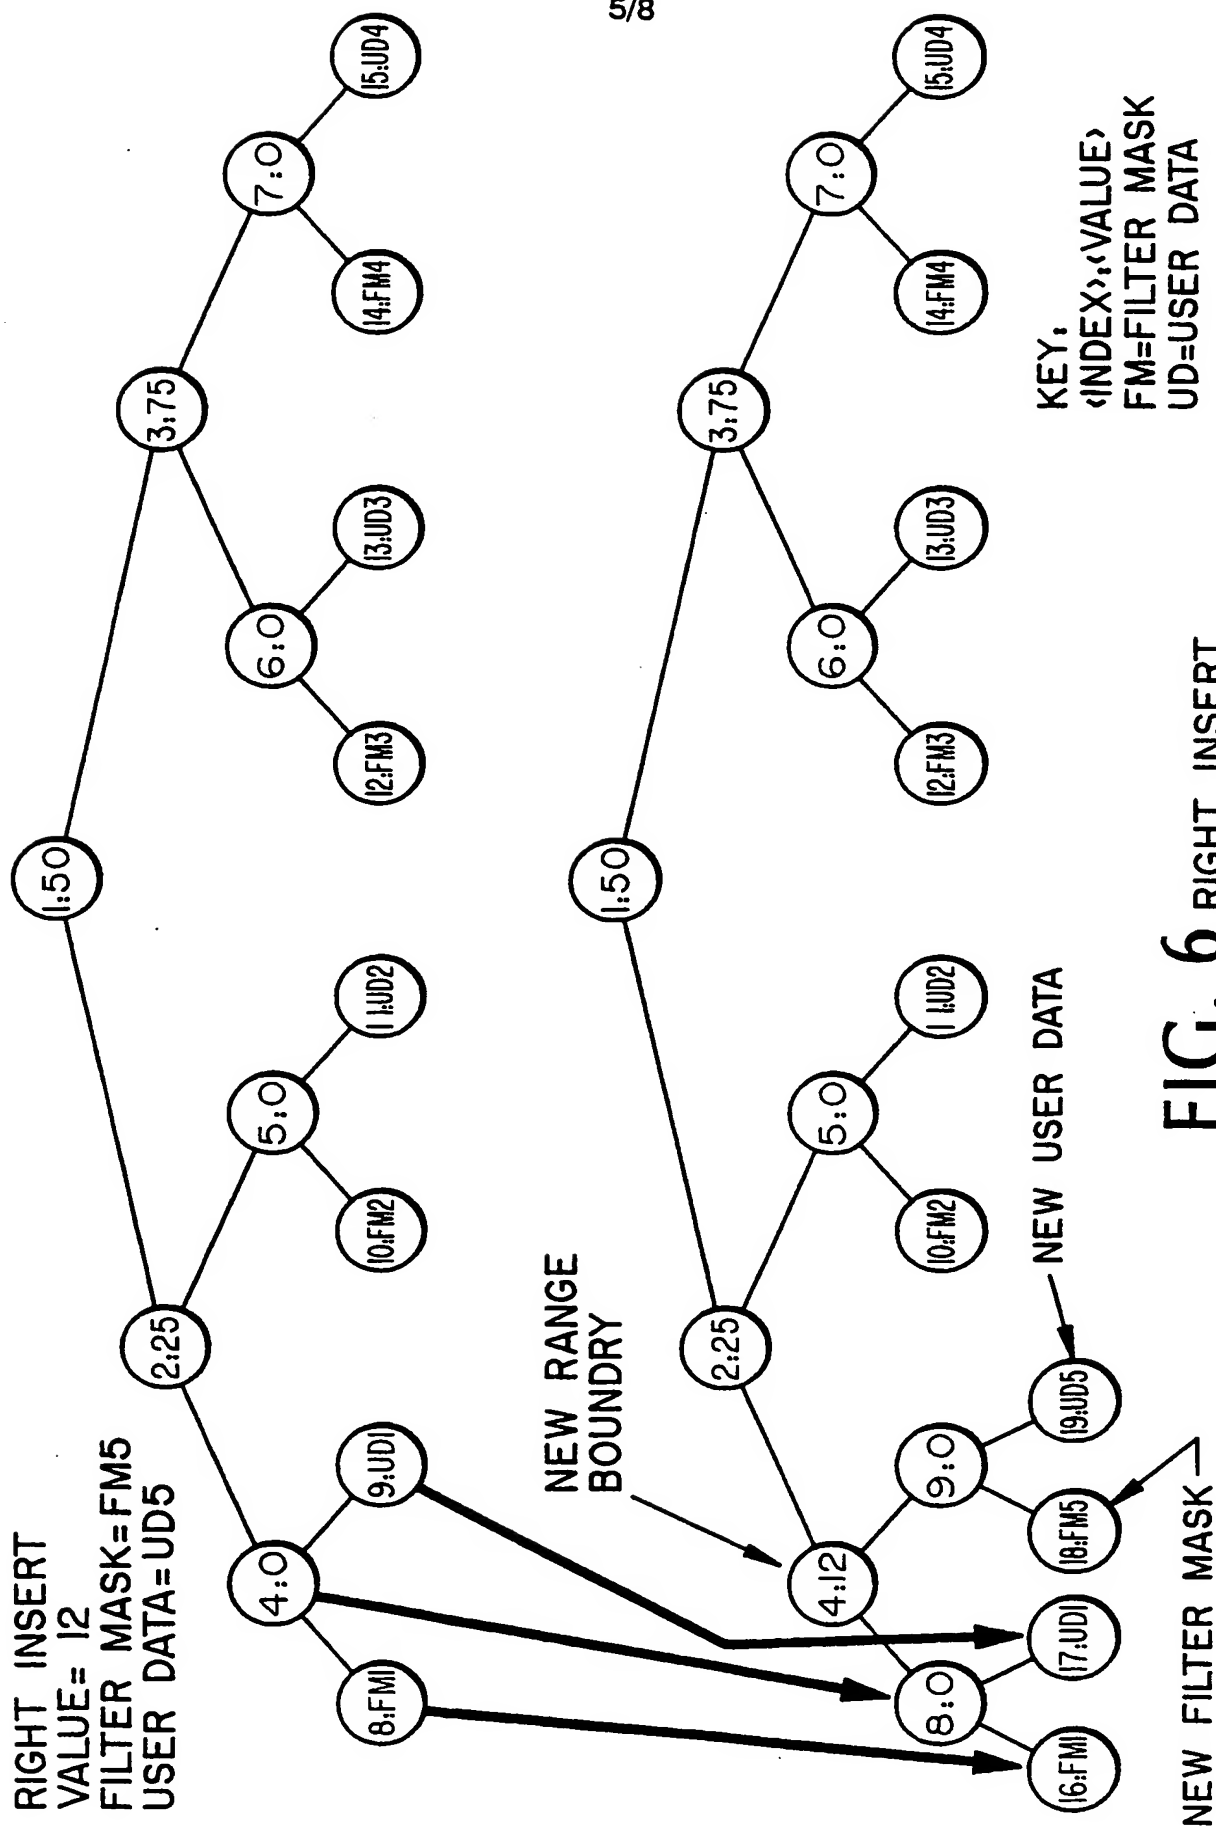 5/8
RIGHT INSERT
VALUE= 12
FILTER MASK=FM5
USER DATA=UD5
1:50
2:25
3:75
4:0
5:0
6:0
7:0
8:FM1
9:UD1
10:FM2
11:UD2
12:FM3
13:UD3
14:FM4
15:UD4
NEW RANGE
BOUNDRY
1:50
2:25
3:75
4:12
5:0
6:0
7:0
8:0
9:0
10:FM2
11:UD2
12:FM3
13:UD3
14:FM4
15:UD4
16:FM1
17:UD1
18:FM5
19:UD5
NEW USER DATA
NEW FILTER MASK
KEY:
<INDEX>:<VALUE>
FM=FILTER MASK
UD=USER DATA
FIG. 6 RIGHT INSERT